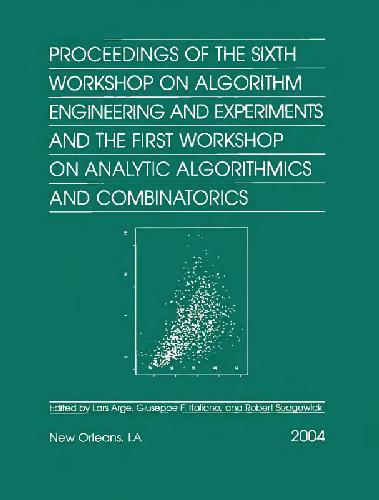 PROCEEDINGS OF THE SIXTH
WORKSHOP ON ALGORITHM
ENGINEERING AND EXPERIMENTS
AND THE FIRST WORKSHOP
ON ANALYTIC ALGORITHMICS
AND COMBINATORICS
Edited by Lars Arge, Giuseppe F. Italiano, and Robert Sedgewick
New Orleans, LA
2004